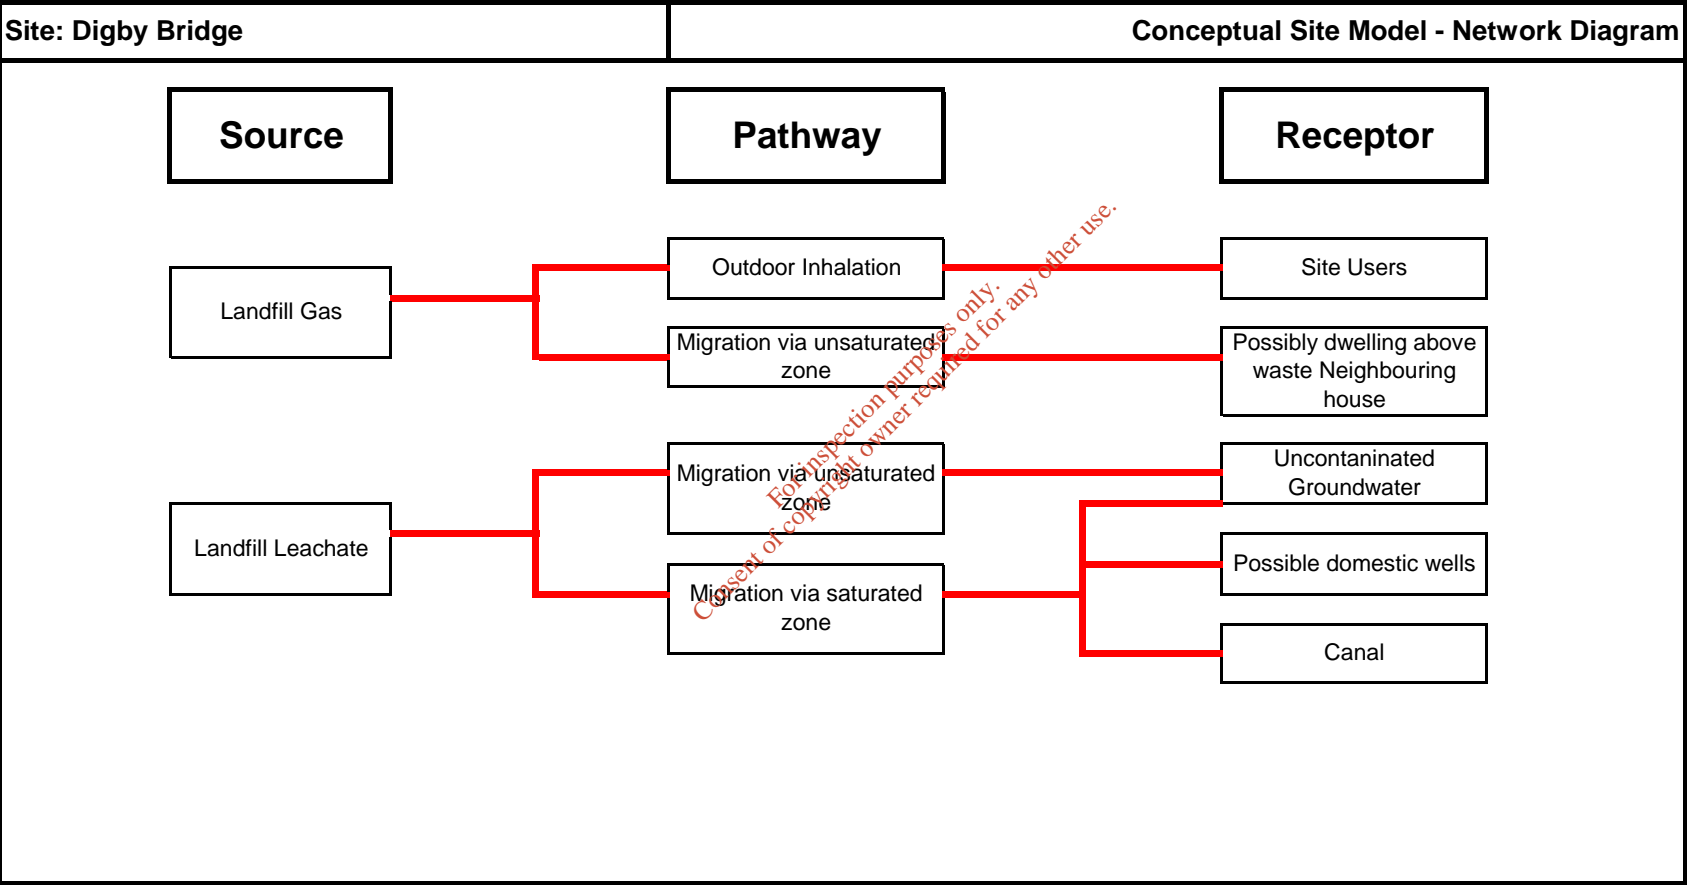 Site: Digby Bridge
Conceptual Site Model - Network Diagram
Source
Pathway
Receptor
Landfill Gas
Outdoor Inhalation
Site Users
Migration via unsaturated
zone
Possibly dwelling above
waste Neighbouring
house
Landfill Leachate
Migration via unsaturated
zone
Uncontaninated
Groundwater
Migration via saturated
zone
Possible domestic wells
Canal
For inspection purposes only.
Consent of copyright owner required for any other use.